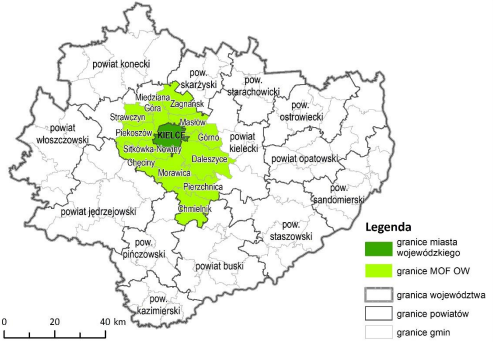 powiat konecki
pow.
skarżyski
pow.
starachowicki
pow.
ostrowiecki
Miedziana
Góra
Zagnańsk
Strawczyn
Masłów
powiat
włoszczowski
Piekoszów
KIELCE
Górno
powiat
kielecki
Sitkówka-Nowiny
Chęciny
Daleszyce
powiat opatowski
Morawica
Pierzchnica
pow.
sandomierski
powiat jędrzejowski
Chmielnik
pow.
staszowski
pow.
pińczowski
powiat buski
pow.
kazimierski
0 20 40 km
Legenda
granice miasta
wojewódzkiego
granice MOF OW
granica województwa
granice powiatów
granice gmin